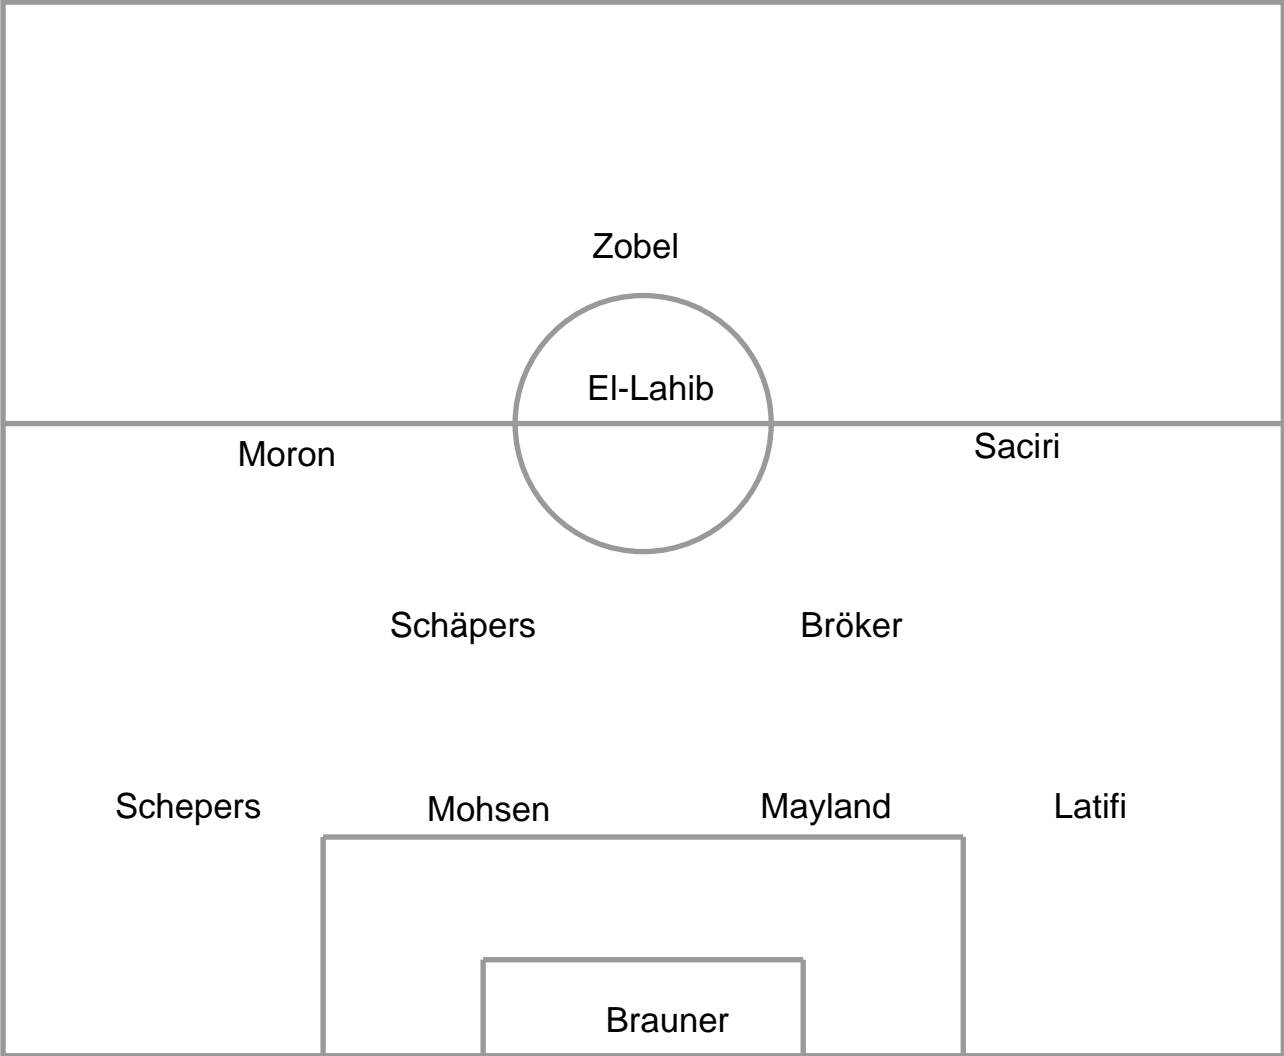 Zobel
El-Lahib
Moron
Saciri
Schäpers
Bröker
Schepers
Mohsen
Mayland
Latifi
Brauner